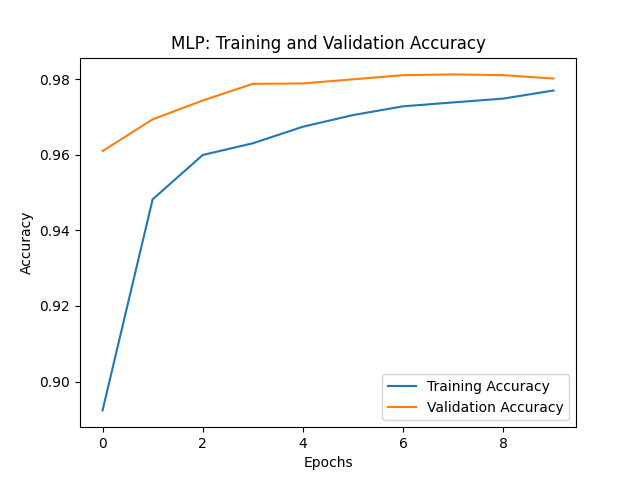 MLP: Training and Validation Accuracy
0.98
0.96
0.94
0.92
0.90
Accuracy
0 2 4 6 8
Epochs
Training Accuracy
Validation Accuracy